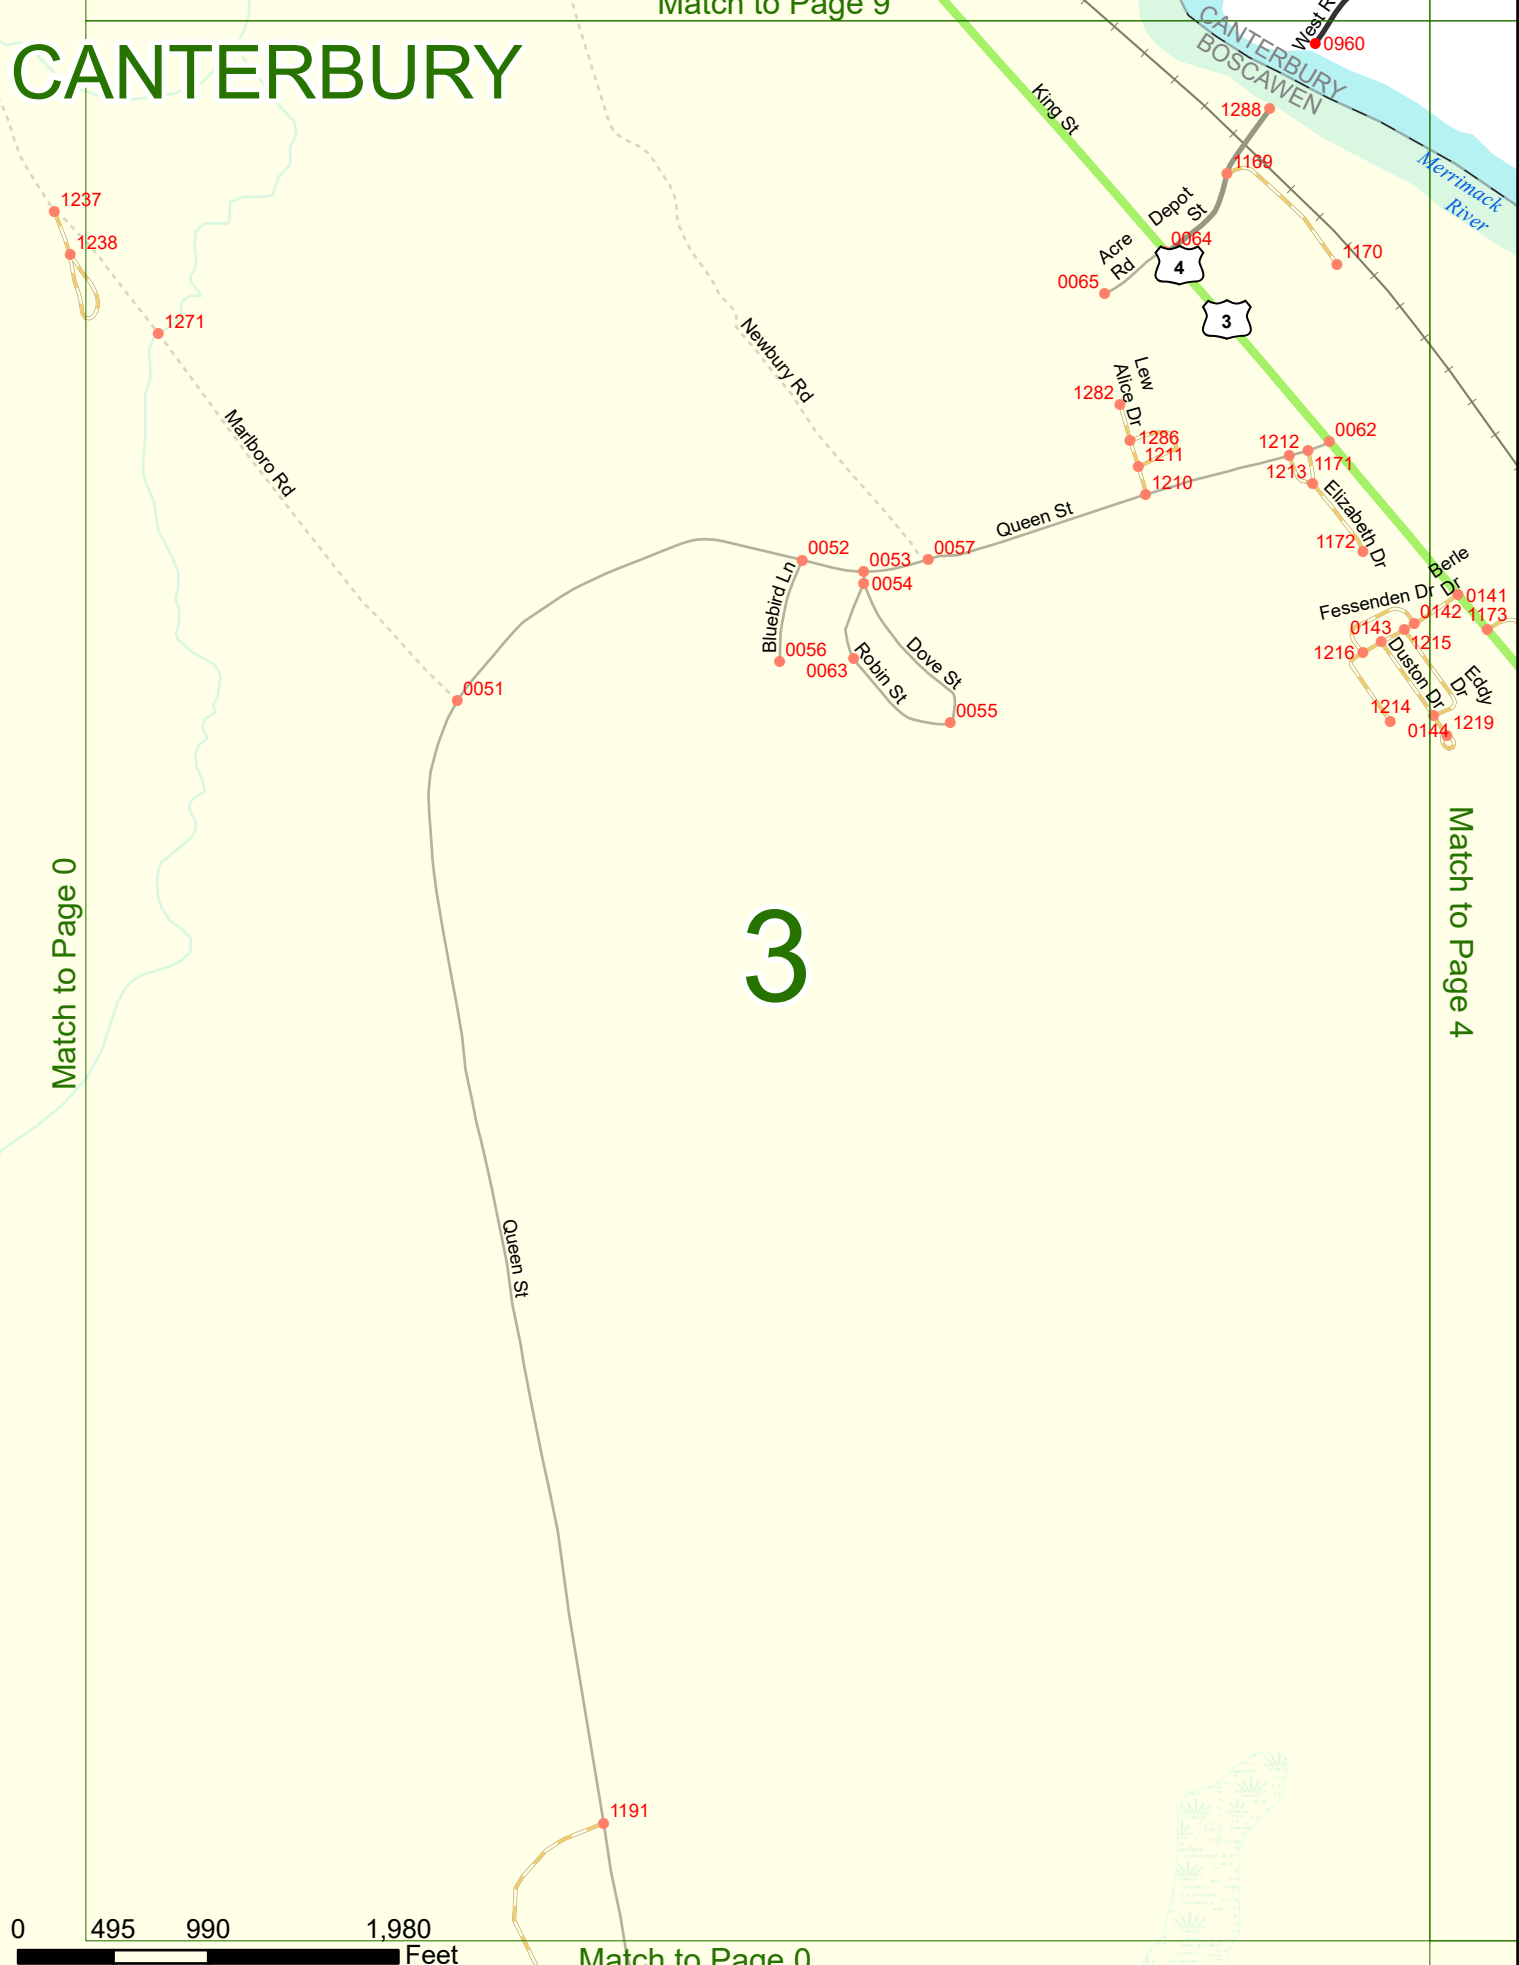 Match to Page 9
CANTERBURY
CANTERBURY
BOSCAWEN
West R
0960
1288
King St
1169
Merrimack
River
1237
Depot
St
1238
0064
Acre
Rd
1170
4
0065
1271
3
Newbury Rd
Lew
Alice Dr
1282
Marlboro Rd
1286
0062
1212
1211
1213
1171
1210
Elizabeth Dr
Queen St
1172
0052
0057
0053
0054
Berle
Dr
0141
Bluebird Ln
Fessenden Dr
0142
1173
0143
0056
0063
Robin St
Dove St
1216
1215
Duston Dr
Eddy
Dr
0051
0055
1214
0144
1219
Match to Page 0
3
Match to Page 4
Queen St
1191
0
495
990
1,980
Feet
Match to Page 0